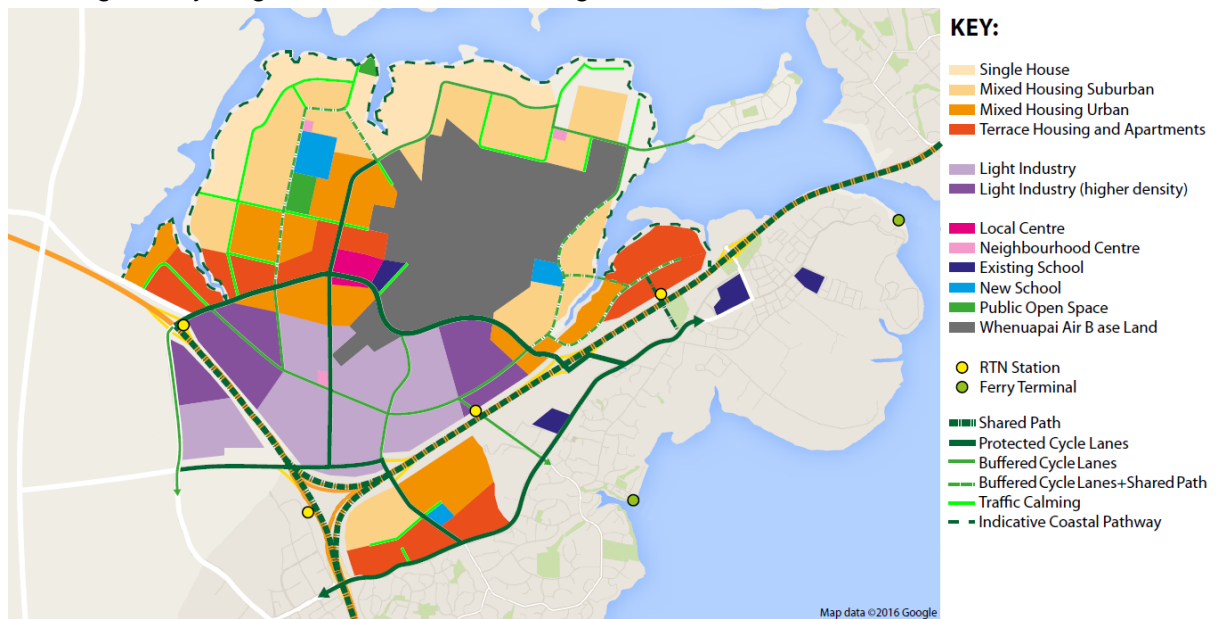 KEY:
Single House
Mixed Housing Suburban
Mixed Housing Urban
Terrace Housing and Apartments
Light Industry
Light Industry (higher density)
Local Centre
Neighbourhood Centre
Existing School
New School
Public Open Space
Whenuapai Air B ase Land
RTN Station
Ferry Terminal
Shared Path
Protected Cycle Lanes
Buffered Cycle Lanes
Buffered Cycle Lanes+Shared Path
Traffic Calming
Indicative Coastal Pathway
Map data ©2016 Google